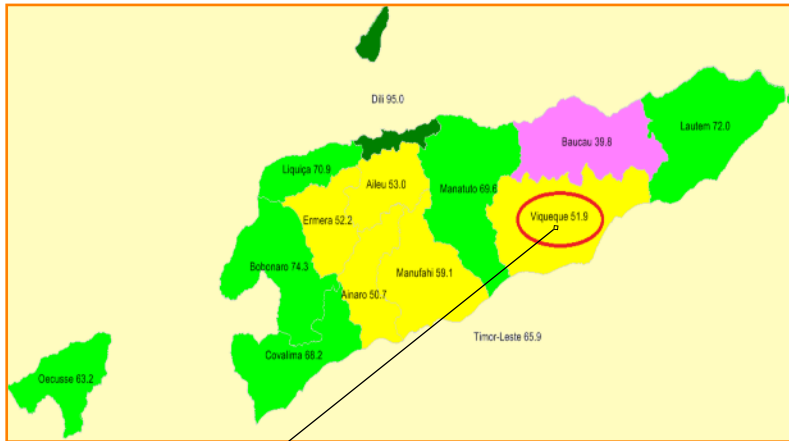 Dili 95.0
Lautem 72.0
Baucau 39.8
Liquiça 70.9
Aileu 53.0
Manatuto 69.6
Viqueque 51.9
Ermera 52.2
Bobonaro 74.3
Manufahi 59.1
Ainaro 50.7
Timor-Leste 65.9
Covalima 68.2
Oecusse 63.2